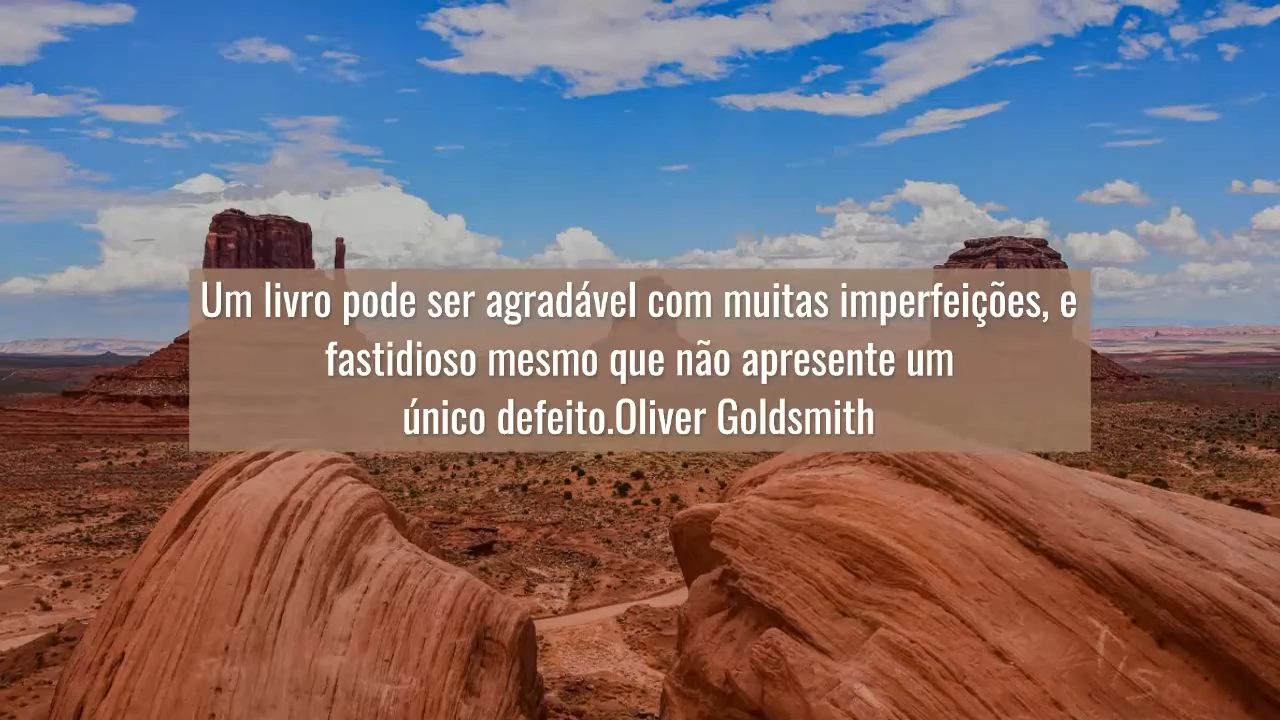 Um livro pode ser agradável com muitas imperfeições, e
fastidioso mesmo que não apresente um
único defeito.Oliver Goldsmith